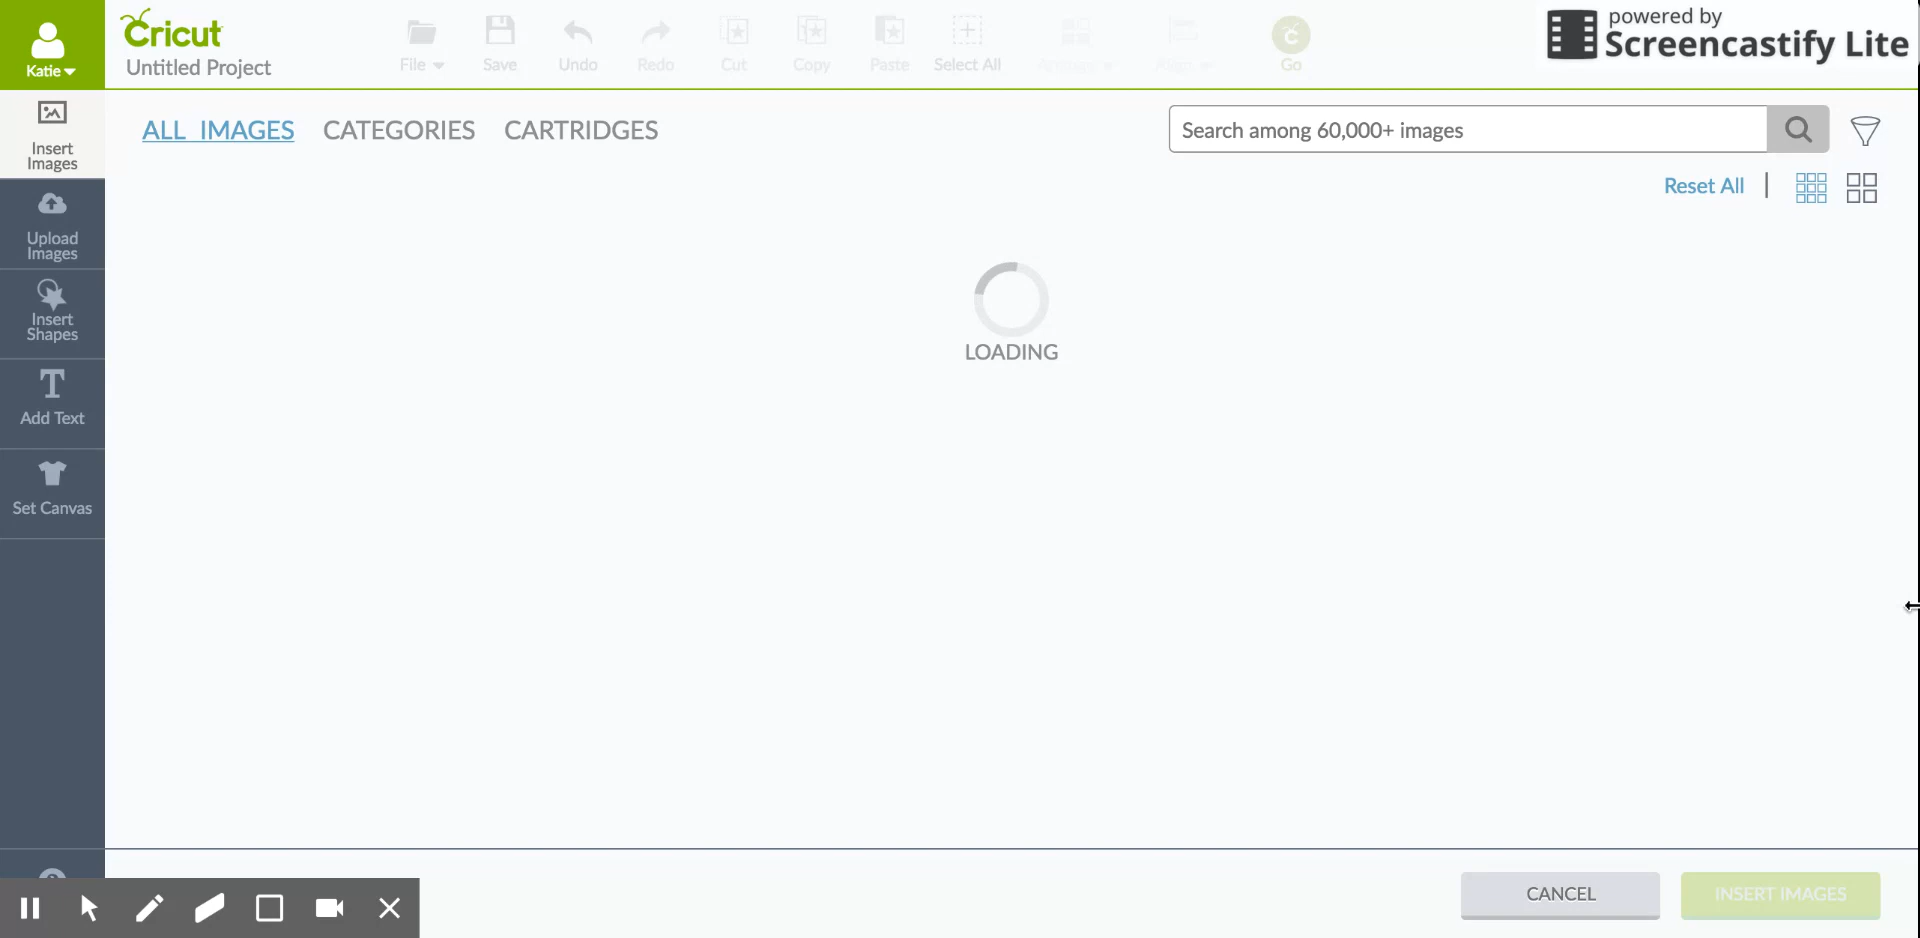 Katie
Cricut
Untitled Project
File
Save
Undo
Redo
Cut
Copy
Paste
Select All
Align
Go
powered by
Screencastify Lite
ALL IMAGES
CATEGORIES
CARTRIDGES
Search among 60,000+ images
Reset All
Insert
Images
Upload
Images
Insert
Shapes
Add Text
Set Canvas
LOADING
CANCEL
INSERT IMAGES